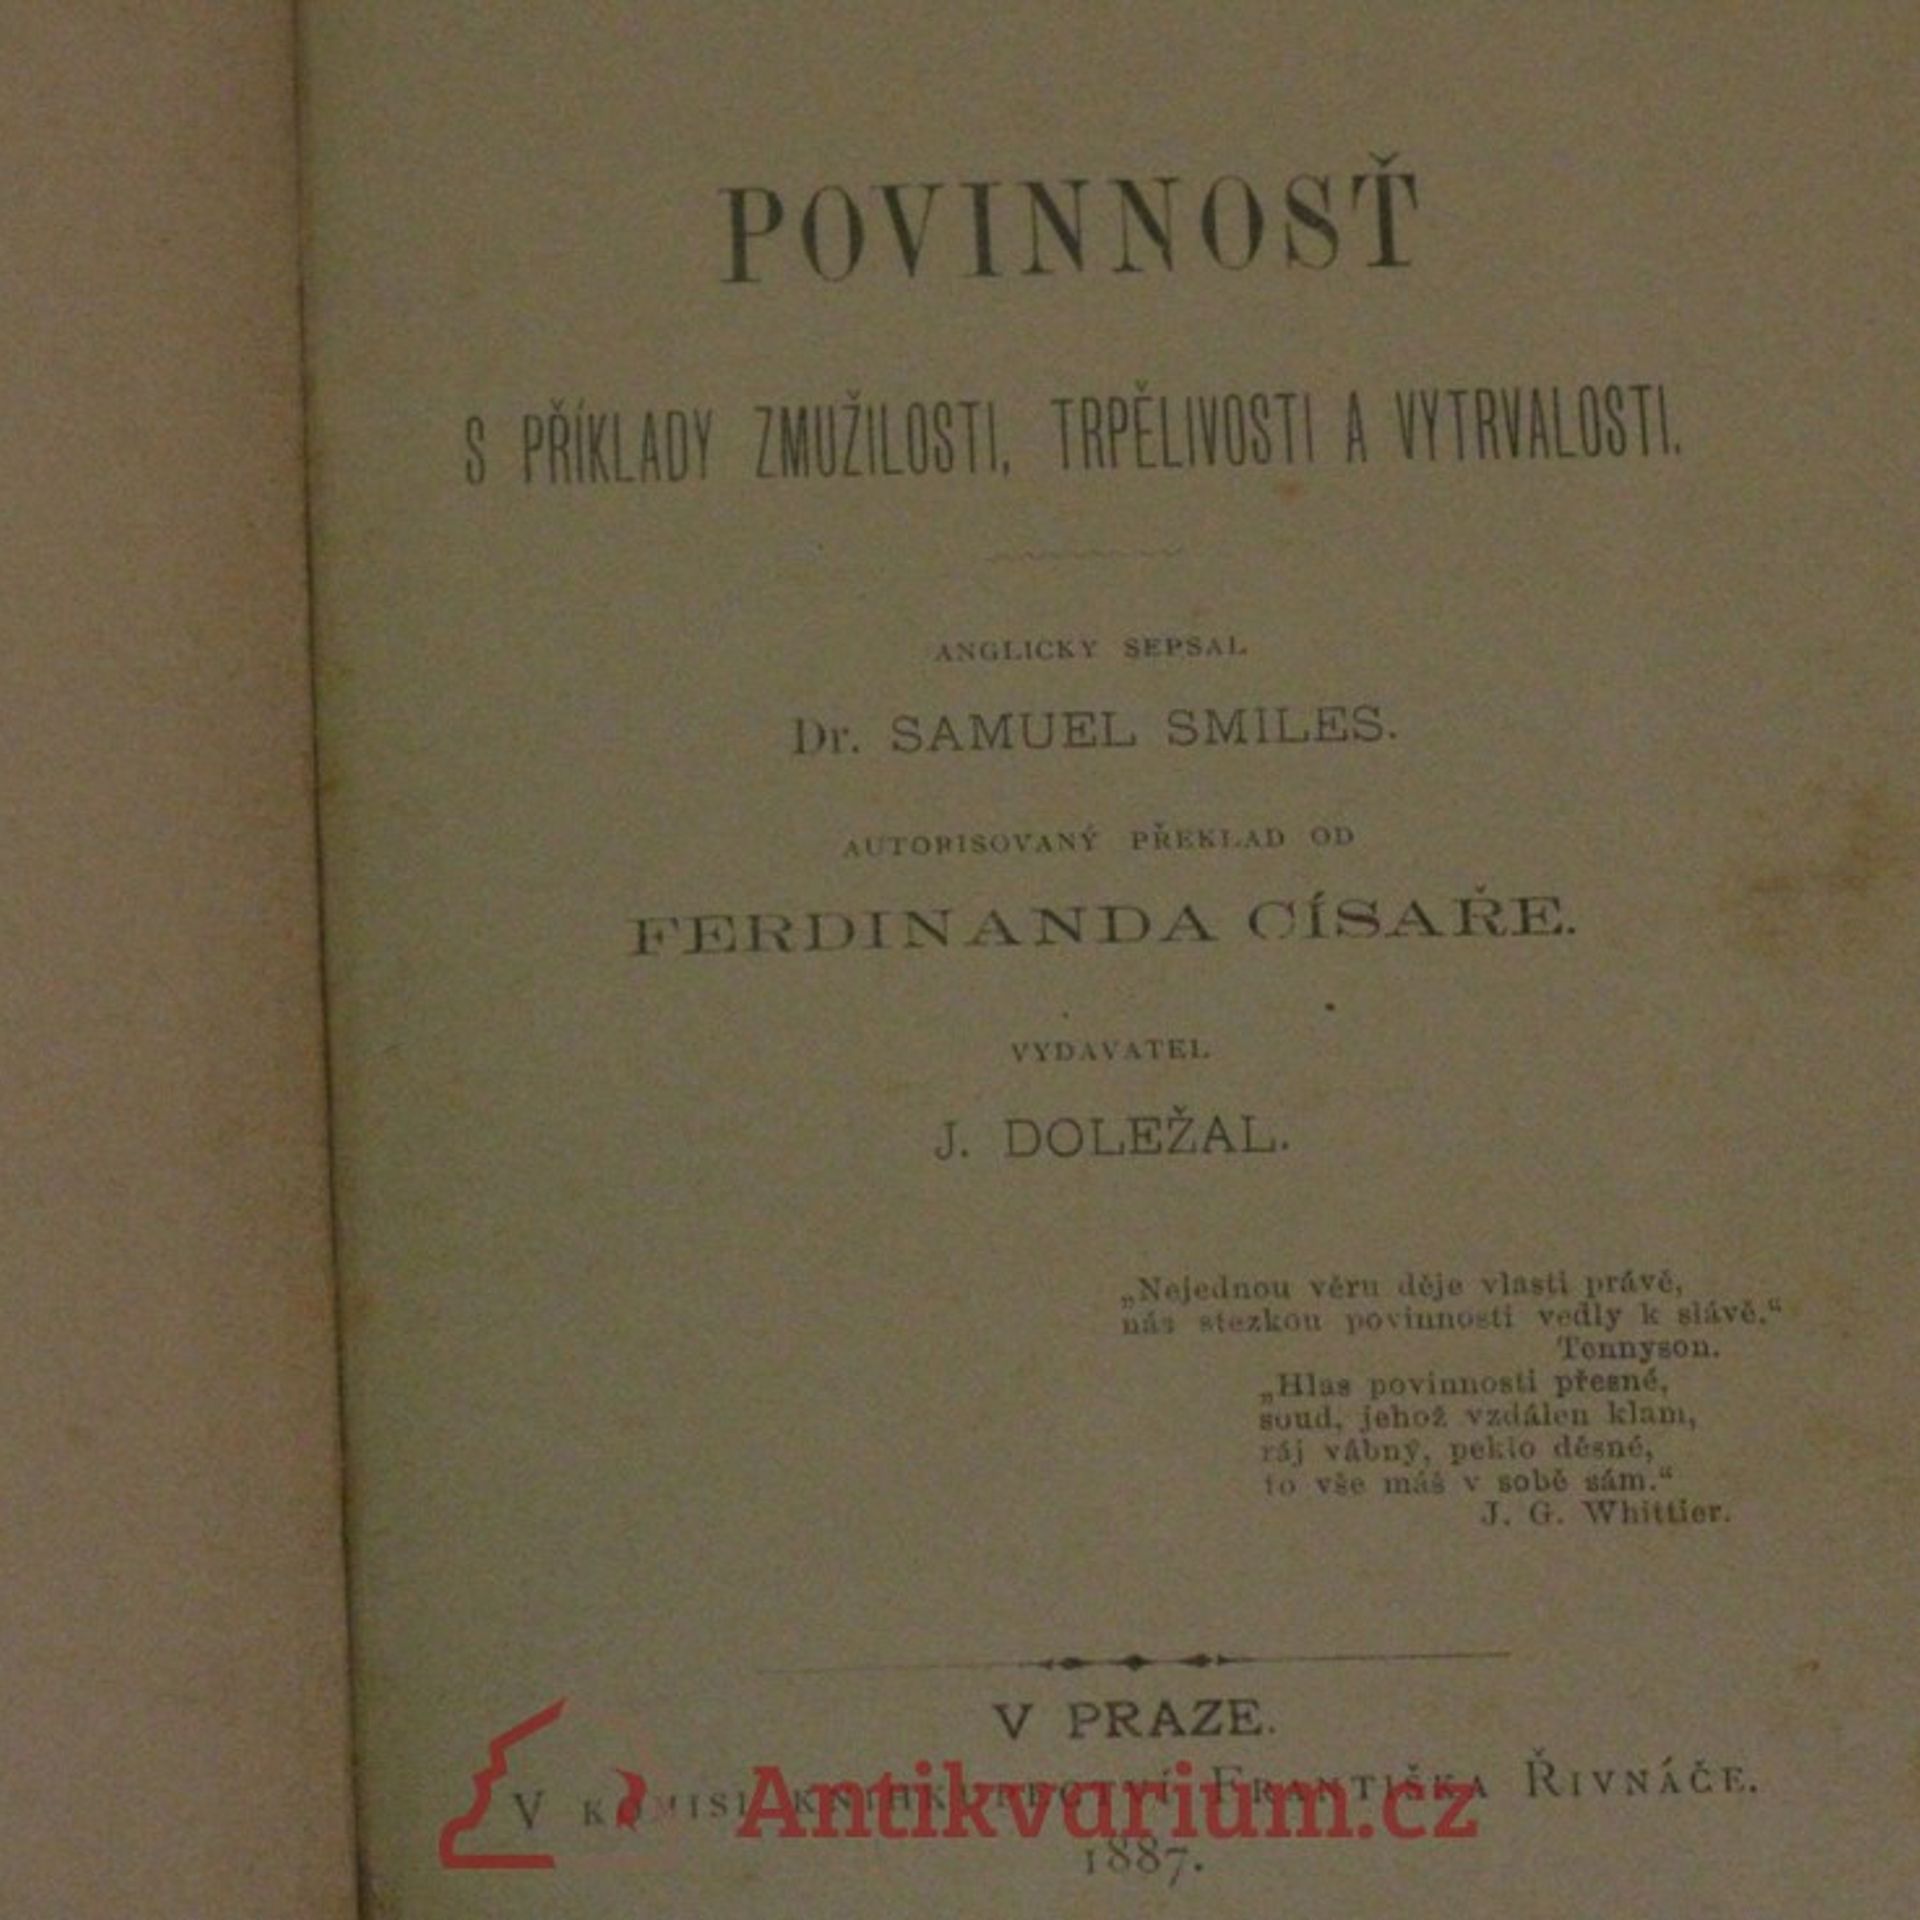 POVINNOSŤ
S PŘÍKLADY ZMUŽILOSTI, TRPĚLIVOSTI A VYTRVALOSTI.
ANGLICKY SEPSAL
Dr. SAMUEL SMILES.
AUTORISOVANÝ PŘEKLAD OD
FERDINANDA CÍSAŘE.
VYDAVATEL
J. DOLEŽAL.
„Nejednou věru děje vlasti právě,
nás stezkou povinnosti vedly k slávě.“
Tennyson.
„Hlas povinnosti přesné,
soud, jehož vzdálen klam,
ráj vábný, peklo děsné,
to vše máš v sobě sám.“
J. G. Whittier.
V PRAZE.
V KOMISI KNIHKUPECTVÍ FRANTIŠKA ŘIVNÁČE.
Antikvarium.cz
1887.